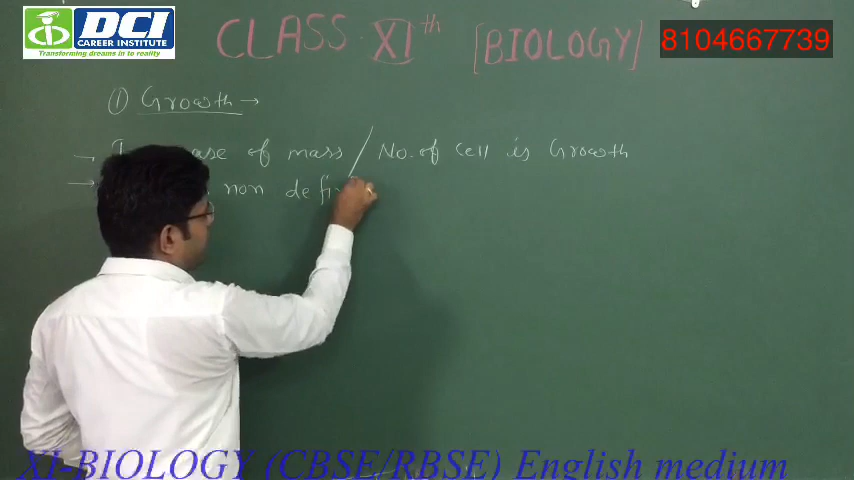 DCI
CAREER INSTITUTE
Transforming dreams in to reality
CLASS XIth [BIOLOGY]
8104667739
① Growth →
→ ase of mass / No. of Cell is Growth
→ non defi
XI-BIOLOGY (CBSE/RBSE) English medium